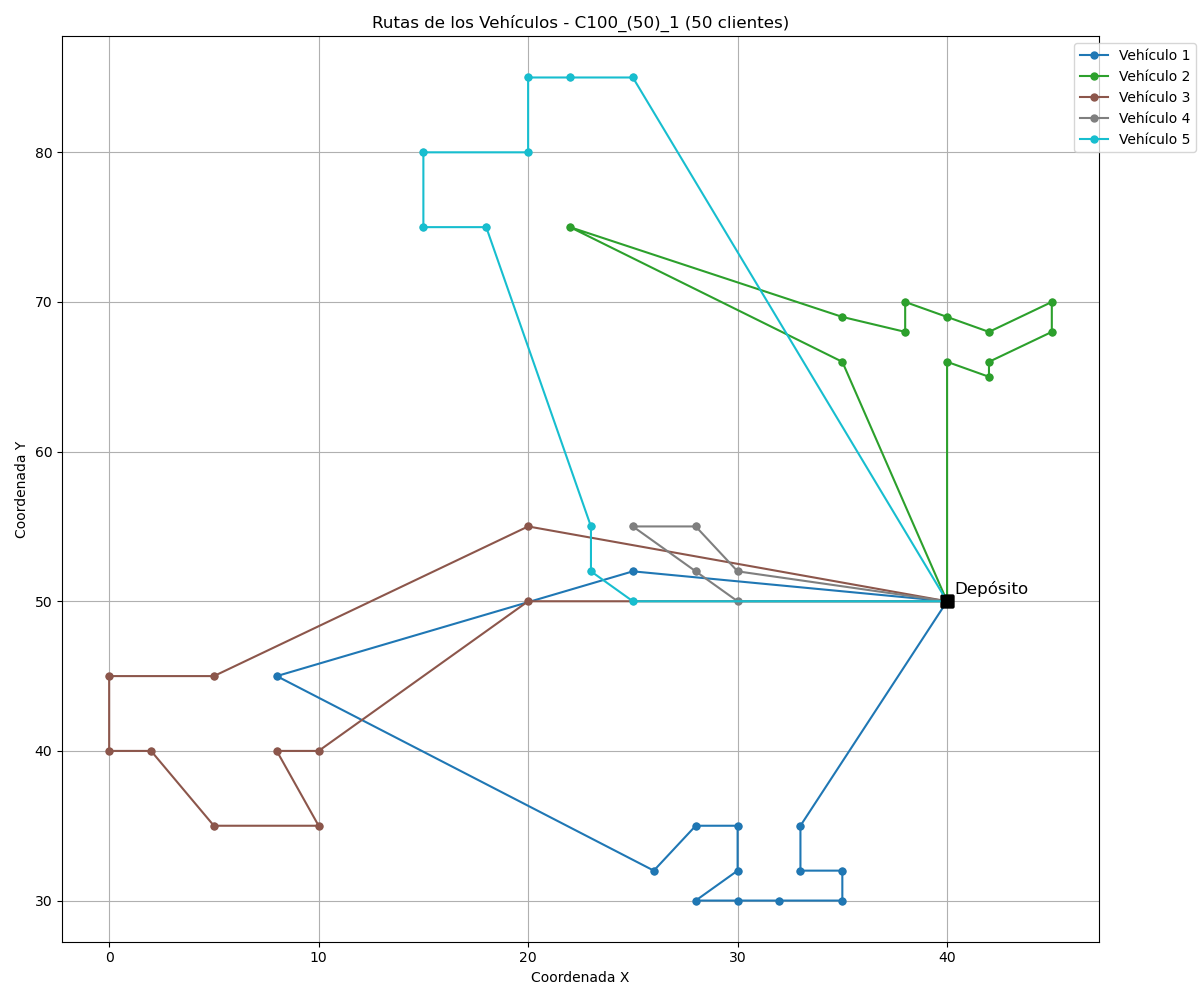 Rutas de los Vehículos - C100_(50)_1 (50 clientes)
Vehículo 1
Vehículo 2
Vehículo 3
Vehículo 4
Vehículo 5
80
70
60
50
40
30
Coordenada Y
Depósito
0 10 20 30 40
Coordenada X